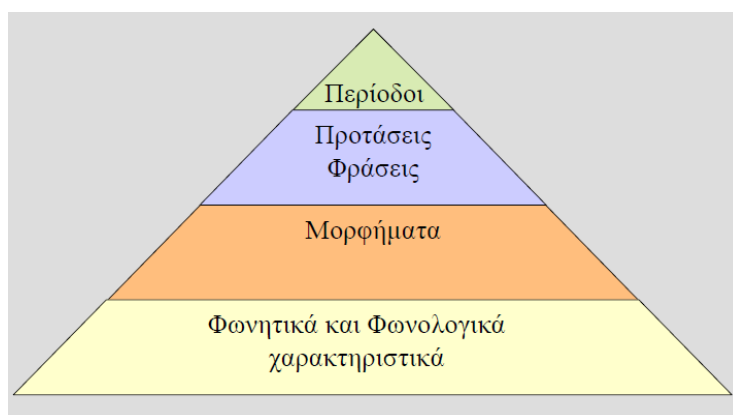 Περίοδοι
Προτάσεις
Φράσεις
Μορφήματα
Φωνητικά και Φωνολογικά
χαρακτηριστικά